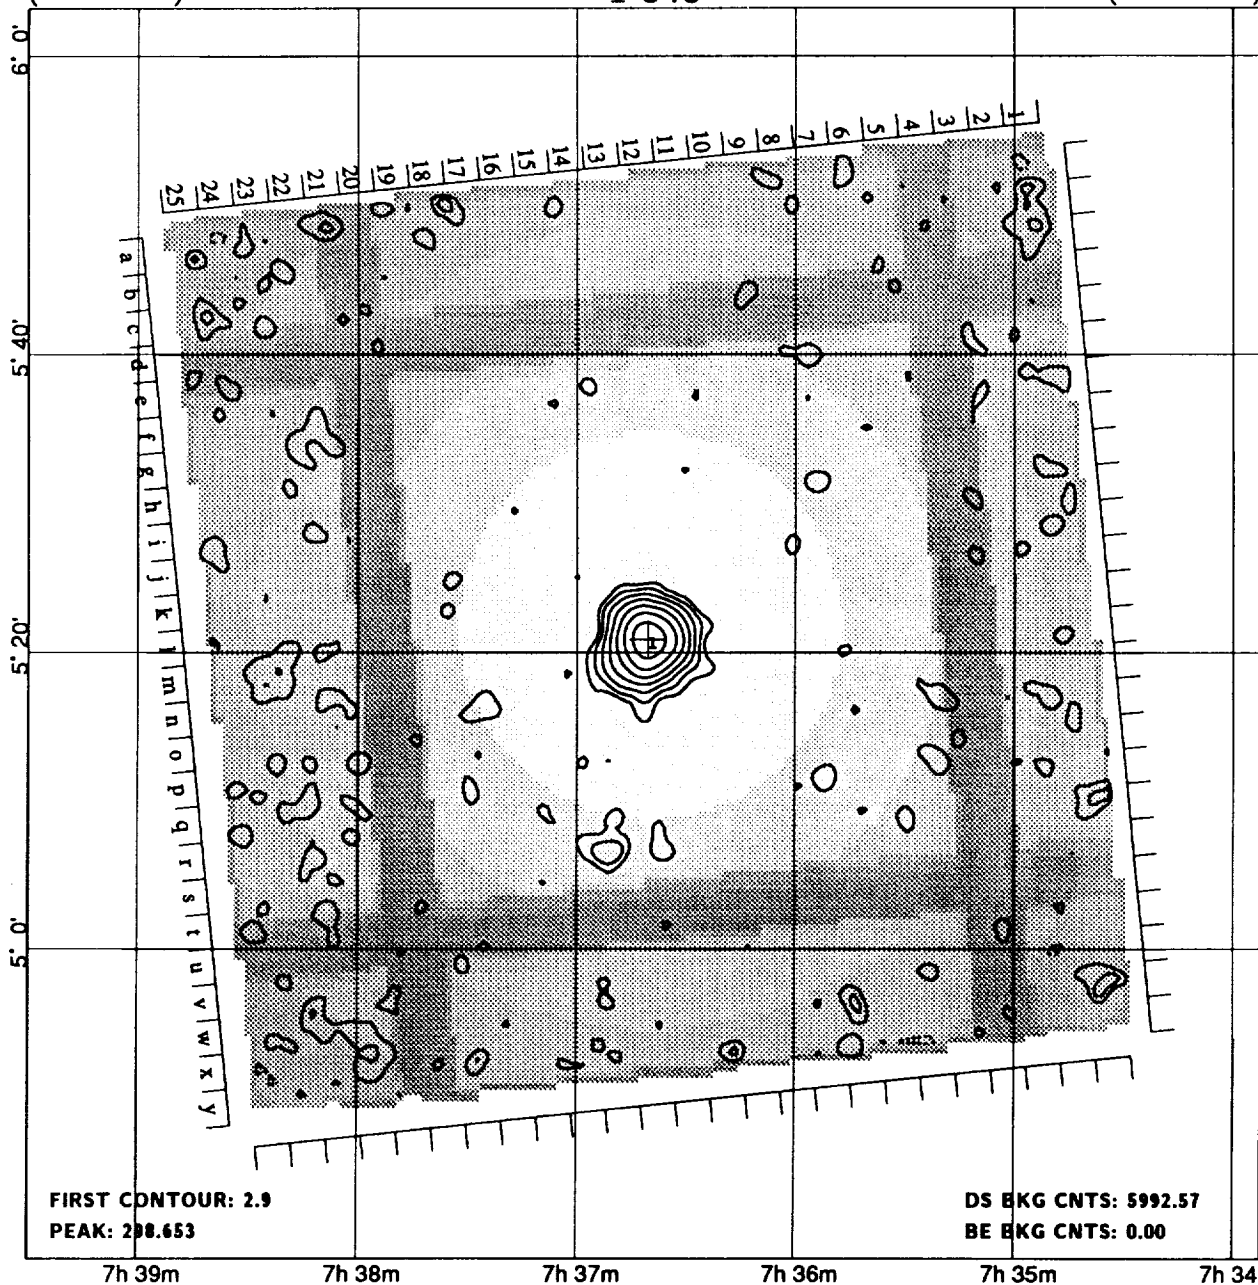 6° 0'
1 2 3 4 5 6 7 8 9 10 11 12 13 14 15 16 17 18 19 20 21 22 23 24 25
a b c d e f g h i j k l m n o p q r s t u v w x y
5° 40'
5° 20'
1
5° 0'
FIRST CONTOUR: 2.9
DS BKG CNTS: 5992.57
PEAK: 298.653
BE BKG CNTS: 0.00
7h 39m 7h 38m 7h 37m 7h 36m 7h 35m 7h 34